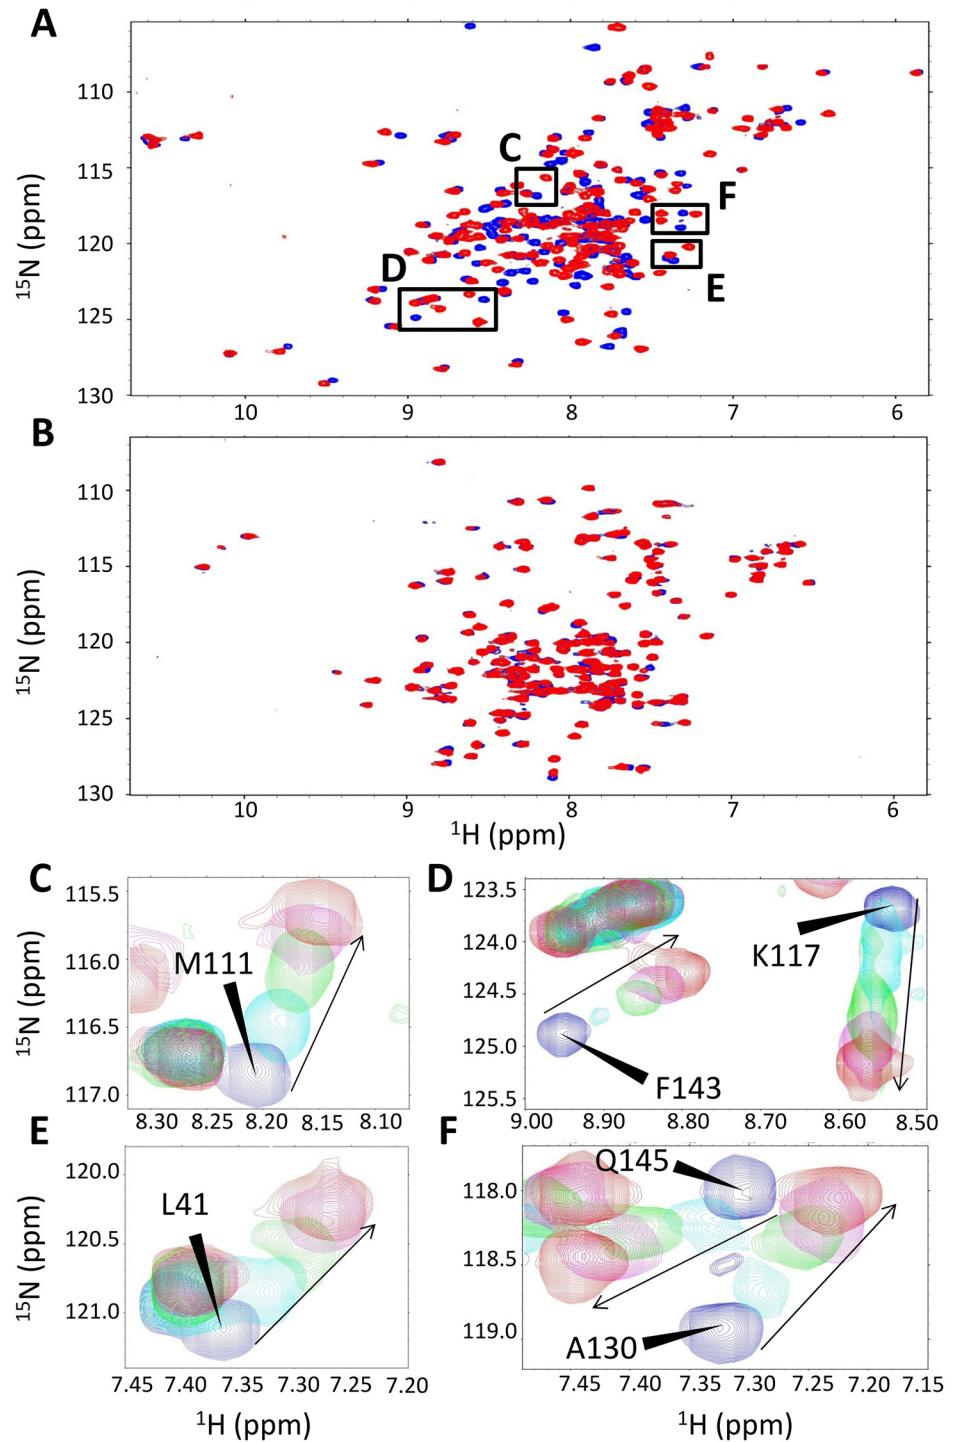 A
110
115
120
125
130
15N (ppm)
C
D
F
E
10
9
8
7
6
B
110
115
120
125
130
15N (ppm)
10
9
8
7
6
1H (ppm)
C
115.5
116.0
116.5
117.0
15N (ppm)
M111
8.30
8.25
8.20
8.15
8.10
D
123.5
124.0
124.5
125.0
125.5
K117
F143
9.00
8.90
8.80
8.70
8.60
8.50
E
120.0
120.5
121.0
15N (ppm)
L41
7.45
7.40
7.35
7.30
7.25
7.20
1H (ppm)
F
118.0
118.5
119.0
Q145
A130
7.45
7.40
7.35
7.30
7.25
7.20
7.15
1H (ppm)